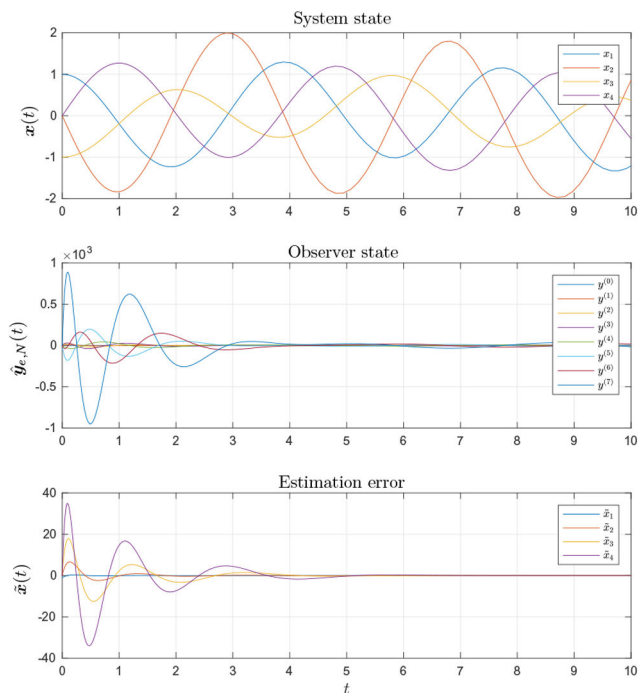 System state
2
1
0
-1
-2
x(t)
x₁
x₂
x₃
x₄
0 1 2 3 4 5 6 7 8 9 10
Observer state
×10³
1
0.5
0
-0.5
-1
ŷₑ,N(t)
y⁽⁰⁾
y⁽¹⁾
y⁽²⁾
y⁽³⁾
y⁽⁴⁾
y⁽⁵⁾
y⁽⁶⁾
y⁽⁷⁾
0 1 2 3 4 5 6 7 8 9 10
Estimation error
40
20
0
-20
-40
x̃(t)
x̃₁
x̃₂
x̃₃
x̃₄
0 1 2 3 4 5 6 7 8 9 10
t